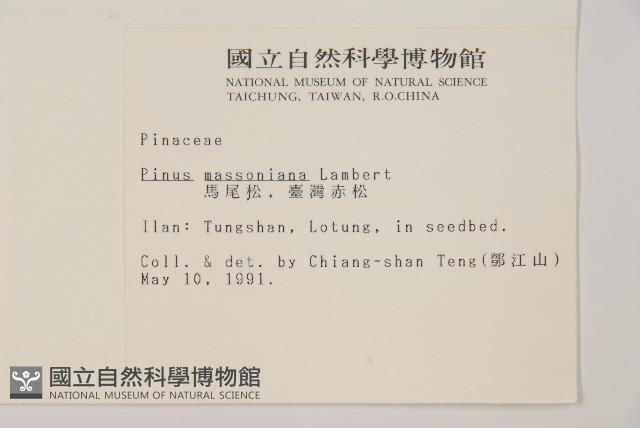 國立自然科學博物館
NATIONAL MUSEUM OF NATURAL SCIENCE
TAICHUNG, TAIWAN, R.O.CHINA
Pinaceae
Pinus massoniana Lambert
馬尾松, 臺灣赤松
Ilan: Tungshan, Lotung, in seedbed.
Coll. & det. by Chiang-shan Teng(鄧江山)
May 10, 1991.
國立自然科學博物館
NATIONAL MUSEUM OF NATURAL SCIENCE